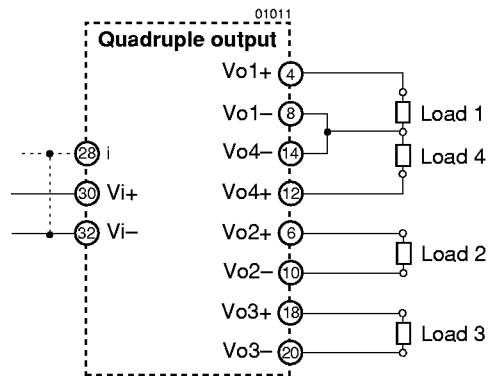 01011
Quadruple output
Vo1+ 4
Vo1– 8 Load 1
28 i Vo4– 14 Load 4
30 Vi+ Vo4+ 12
32 Vi– Vo2+ 6
Vo2– 10 Load 2
Vo3+ 18
Vo3– 20 Load 3